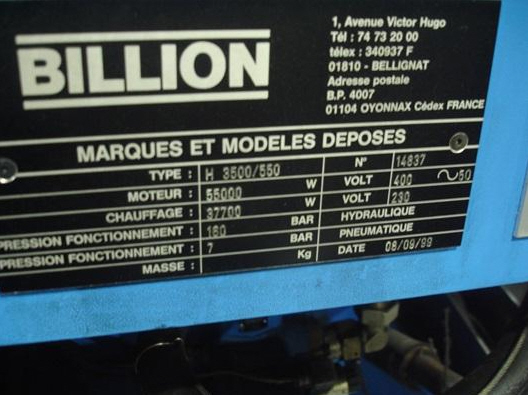 BILLION
1, Avenue Victor Hugo
Tél : 74 73 20 00
télex : 340937 F
01810 - BELLIGNAT
Adresse postale
B.P. 4007
01104 OYONNAX Cédex FRANCE
MARQUES ET MODELES DEPOSES
TYPE : H 3500/550 N° 14837
MOTEUR : 55000 W VOLT 400 ~50
CHAUFFAGE : 37700 W VOLT 230
PRESSION FONCTIONNEMENT : 180 BAR HYDRAULIQUE
PRESSION FONCTIONNEMENT : 7 BAR PNEUMATIQUE
MASSE : Kg DATE 08/09/99